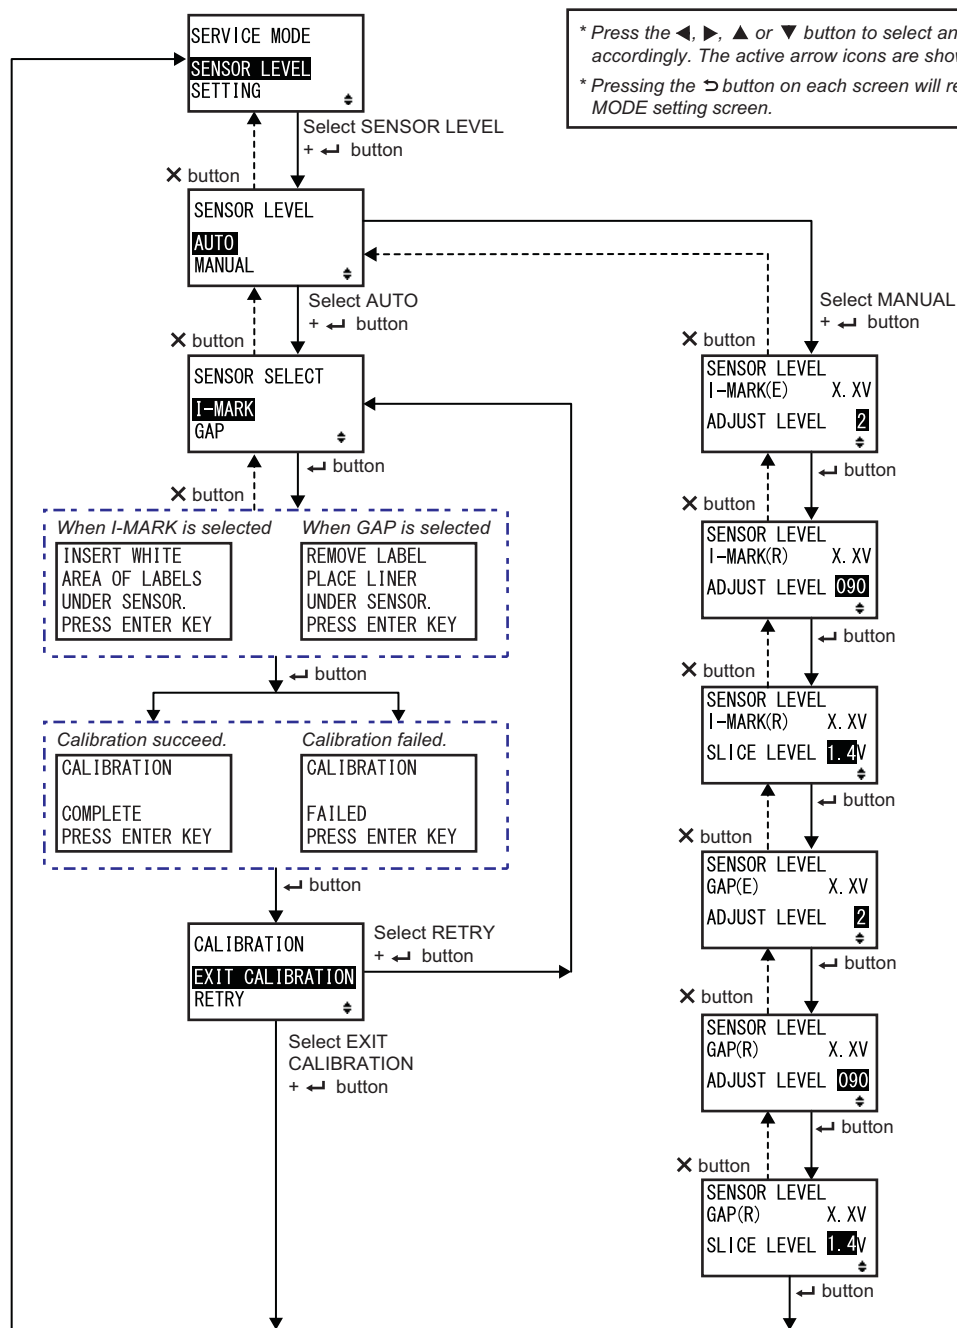 SERVICE MODE
SENSOR LEVEL
SETTING
* Press the ◀, ▶, ▲ or ▼ button to select an
accordingly. The active arrow icons are sho
* Pressing the ⮌ button on each screen will re
MODE setting screen.
Select SENSOR LEVEL
+ ↵ button
✕ button
SENSOR LEVEL
AUTO
MANUAL
Select AUTO
+ ↵ button
✕ button
SENSOR SELECT
I-MARK
GAP
↵ button
✕ button
When I-MARK is selected
INSERT WHITE
AREA OF LABELS
UNDER SENSOR.
PRESS ENTER KEY
When GAP is selected
REMOVE LABEL
PLACE LINER
UNDER SENSOR.
PRESS ENTER KEY
↵ button
Calibration succeed.
CALIBRATION
COMPLETE
PRESS ENTER KEY
Calibration failed.
CALIBRATION
FAILED
PRESS ENTER KEY
↵ button
CALIBRATION
EXIT CALIBRATION
RETRY
Select RETRY
+ ↵ button
Select EXIT
CALIBRATION
+ ↵ button
Select MANUAL
+ ↵ button
✕ button
SENSOR LEVEL
I-MARK(E) X.XV
ADJUST LEVEL 2
↵ button
✕ button
SENSOR LEVEL
I-MARK(R) X.XV
ADJUST LEVEL 090
↵ button
✕ button
SENSOR LEVEL
I-MARK(R) X.XV
SLICE LEVEL 1.4V
↵ button
✕ button
SENSOR LEVEL
GAP(E) X.XV
ADJUST LEVEL 2
↵ button
✕ button
SENSOR LEVEL
GAP(R) X.XV
ADJUST LEVEL 090
↵ button
✕ button
SENSOR LEVEL
GAP(R) X.XV
SLICE LEVEL 1.4V
↵ button